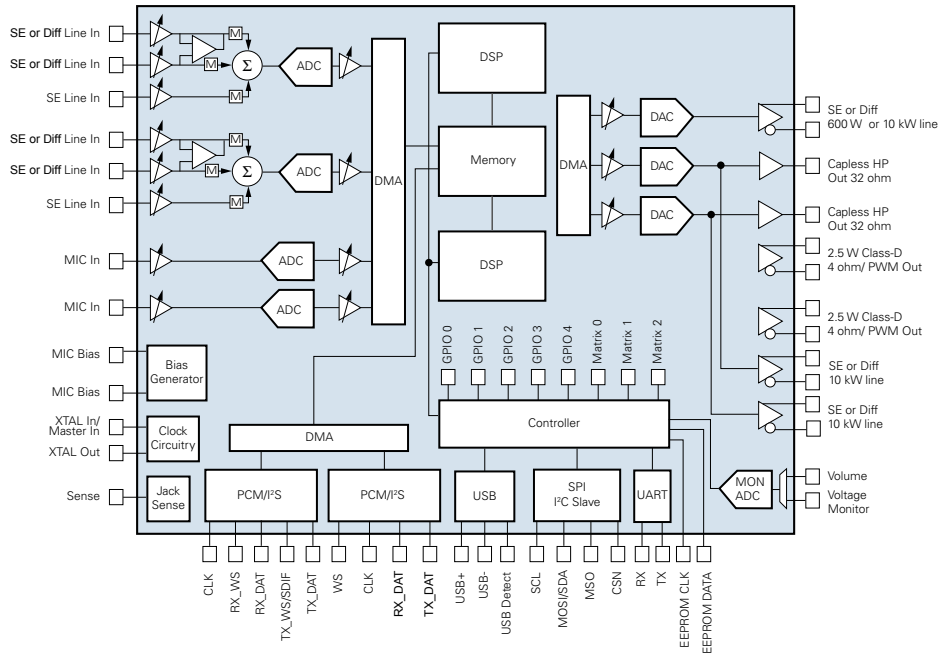 SE or Diff Line In
SE or Diff Line In
SE Line In
SE or Diff Line In
SE or Diff Line In
SE Line In
MIC In
MIC In
MIC Bias
MIC Bias
XTAL In/
Master In
XTAL Out
Sense
M
M
M
Σ
ADC
M
M
M
Σ
ADC
ADC
ADC
Bias
Generator
Clock
Circuitry
Jack
Sense
DMA
DSP
Memory
DSP
DMA
DAC
DAC
DAC
SE or Diff
600 W or 10 kW line
Capless HP
Out 32 ohm
Capless HP
Out 32 ohm
2.5 W Class-D
4 ohm/ PWM Out
2.5 W Class-D
4 ohm/ PWM Out
SE or Diff
10 kW line
SE or Diff
10 kW line
Volume
Voltage
Monitor
GPIO 0
GPIO 1
GPIO 2
GPIO 3
GPIO 4
Matrix 0
Matrix 1
Matrix 2
Controller
DMA
PCM/I²S
PCM/I²S
USB
SPI
I²C Slave
UART
MON
ADC
CLK
RX_WS
RX_DAT
TX_WS/SDIF
TX_DAT
WS
CLK
RX_DAT
TX_DAT
USB+
USB-
USB Detect
SCL
MOSI/SDA
MSO
CSN
RX
TX
EEPROM CLK
EEPROM DATA